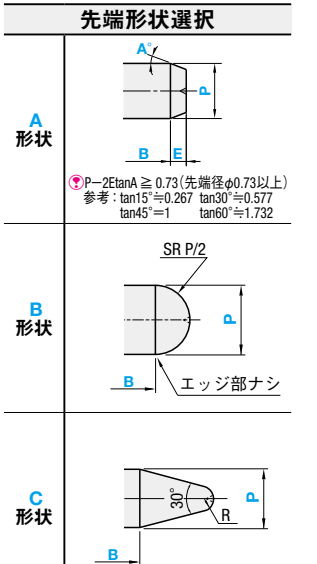 先端形状選択
A
形状
A°
P
B
E
P−2EtanA ≧ 0.73(先端径φ0.73以上)
参考：tan15°≒0.267 tan30°≒0.577
tan45°=1 tan60°≒1.732
B
形状
SR P/2
P
B
エッジ部ナシ
C
形状
30°
R
P
B